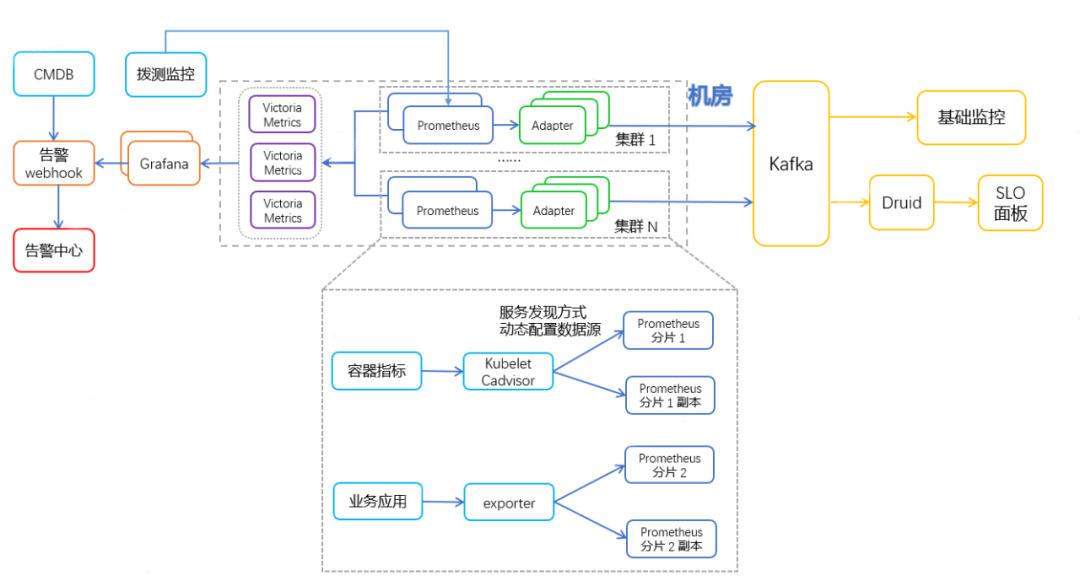 CMDB
拨测监控
机房
Victoria
Metrics
Prometheus
Adapter
集群 1
告警
webhook
Grafana
Victoria
Metrics
......
Kafka
基础监控
Victoria
Metrics
Prometheus
Adapter
集群 N
Druid
SLO
面板
告警中心
服务发现方式
动态配置数据源
Prometheus
分片 1
容器指标
Kubelet
Cadvisor
Prometheus
分片 1 副本
Prometheus
分片 2
业务应用
exporter
Prometheus
分片 2 副本